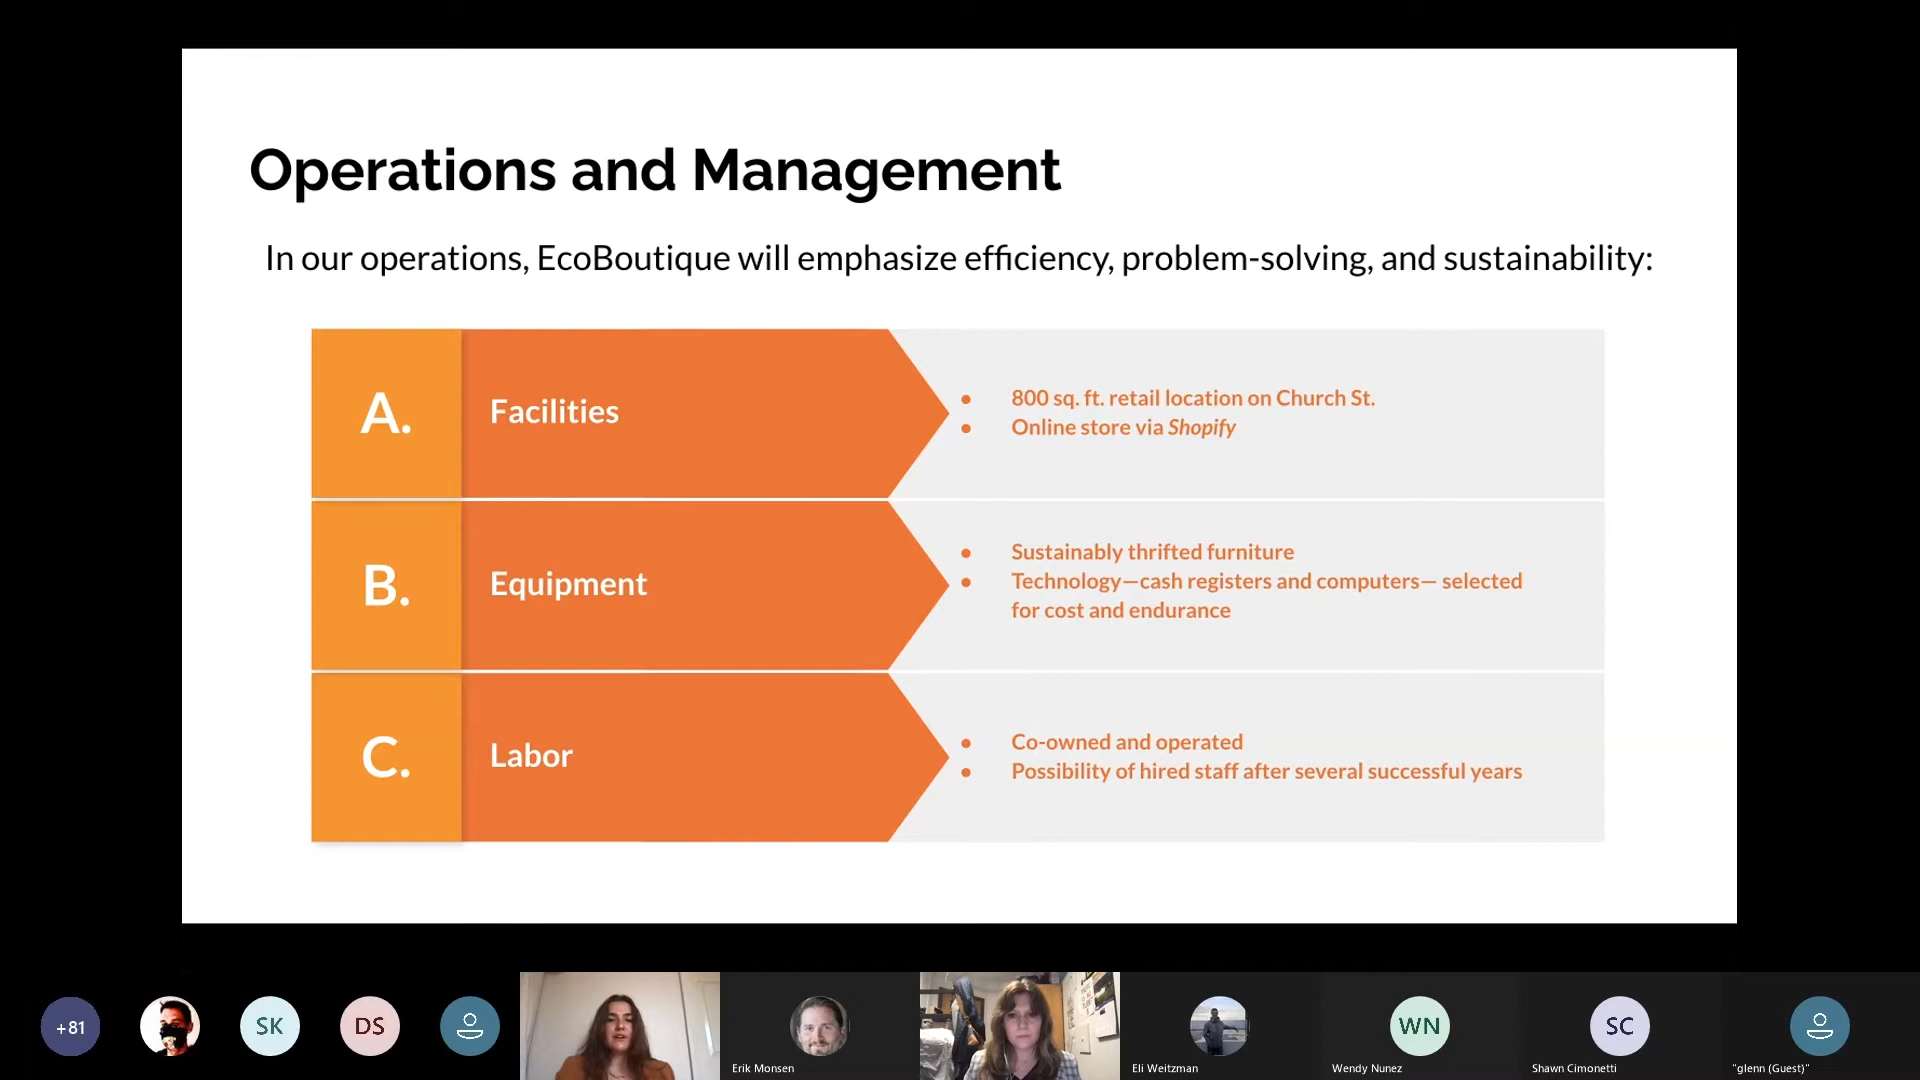 Operations and Management
In our operations, EcoBoutique will emphasize efficiency, problem-solving, and sustainability:
A.
Facilities
● 800 sq. ft. retail location on Church St.
● Online store via Shopify
B.
Equipment
● Sustainably thrifted furniture
● Technology—cash registers and computers— selected
for cost and endurance
C.
Labor
● Co-owned and operated
● Possibility of hired staff after several successful years
+81
SK
DS
Erik Monsen
Eli Weitzman
WN
Wendy Nunez
SC
Shawn Cimonetti
"glenn (Guest)"